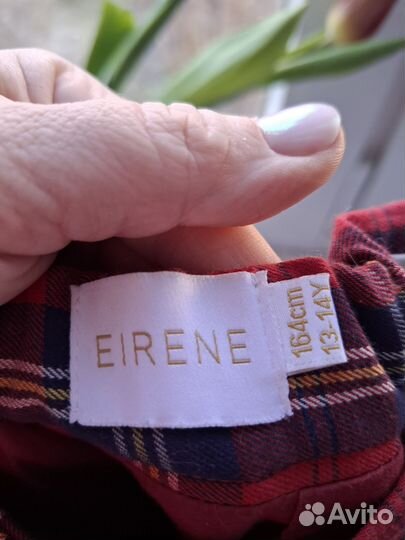 EIRENE
164cm
13-14Y
Avito